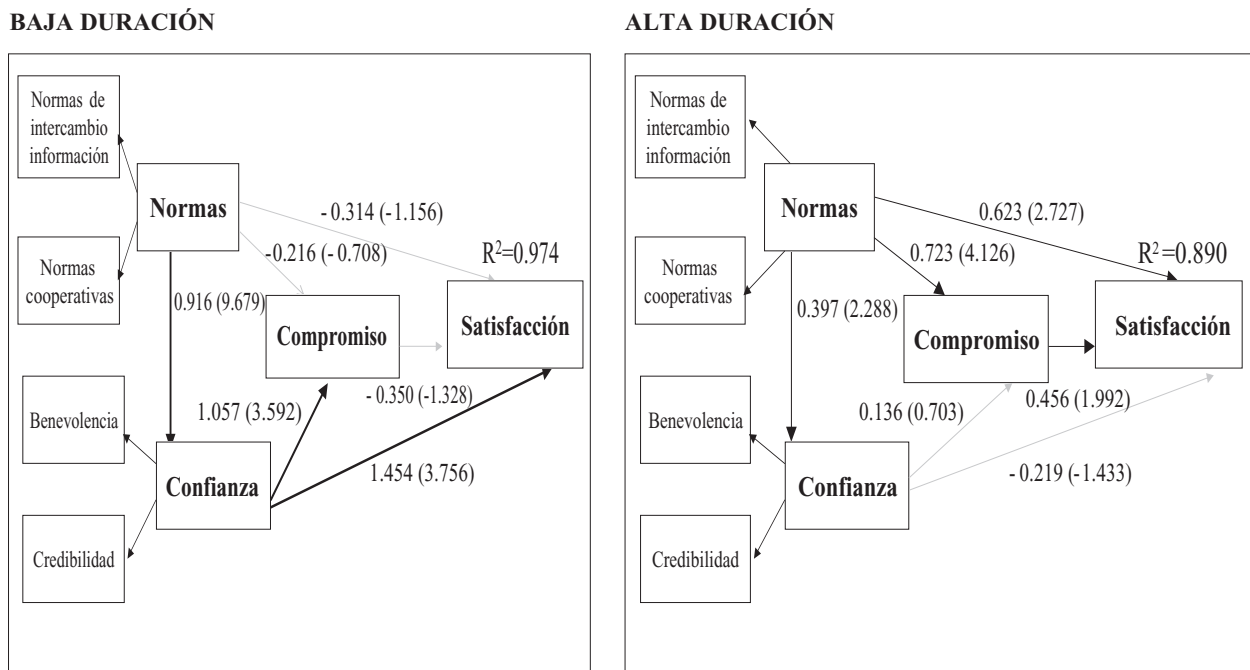 BAJA DURACIÓN
Normas de
intercambio
información
Normas
- 0.314 (-1.156)
-0.216 (- 0.708)
R²=0.974
Normas
cooperativas
0.916 (9.679)
Compromiso
Satisfacción
- 0.350 (-1.328)
1.057 (3.592)
Benevolencia
1.454 (3.756)
Confianza
Credibilidad
ALTA DURACIÓN
Normas de
intercambio
información
Normas
0.623 (2.727)
0.723 (4.126)
R²=0.890
Normas
cooperativas
0.397 (2.288)
Compromiso
Satisfacción
0.136 (0.703)
0.456 (1.992)
Benevolencia
- 0.219 (-1.433)
Confianza
Credibilidad